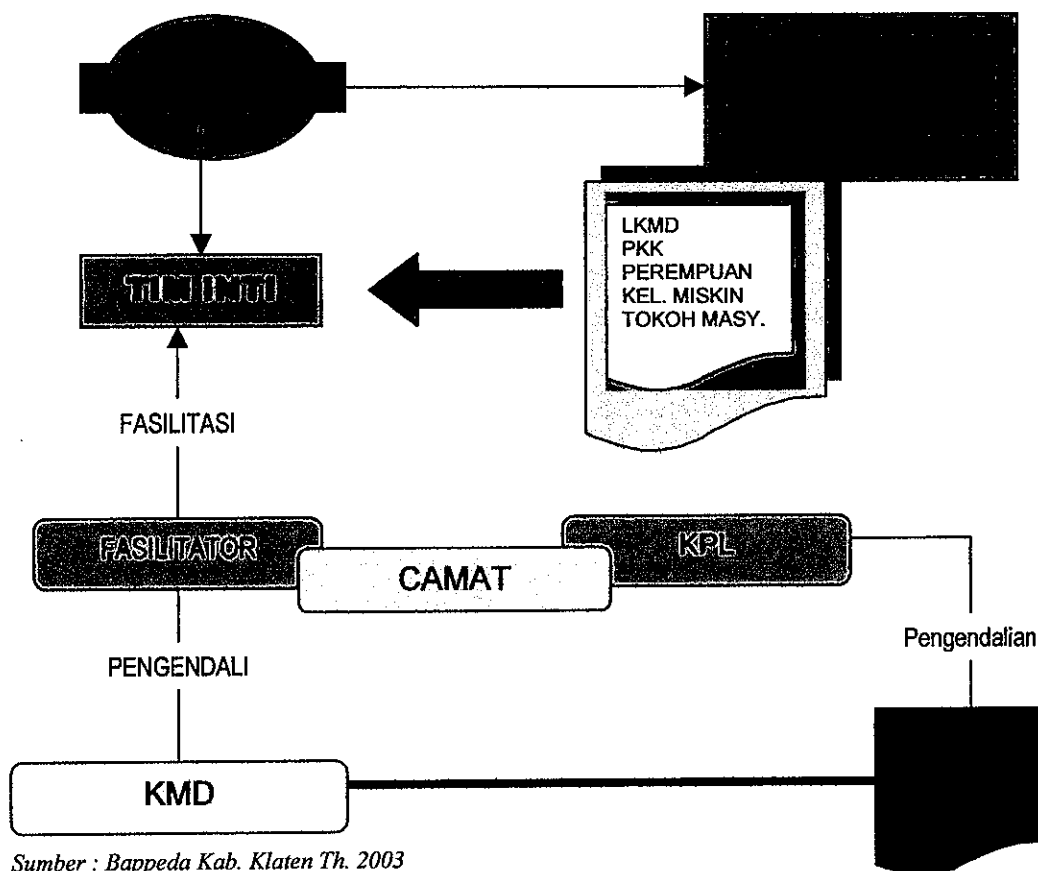 LKMD
PKK
PEREMPUAN
KEL. MISKIN
TOKOH MASY.
TIM INTI
FASILITASI
FASILITATOR
CAMAT
KPL
PENGENDALI
Pengendalian
KMD
Sumber : Bappeda Kab. Klaten Th. 2003